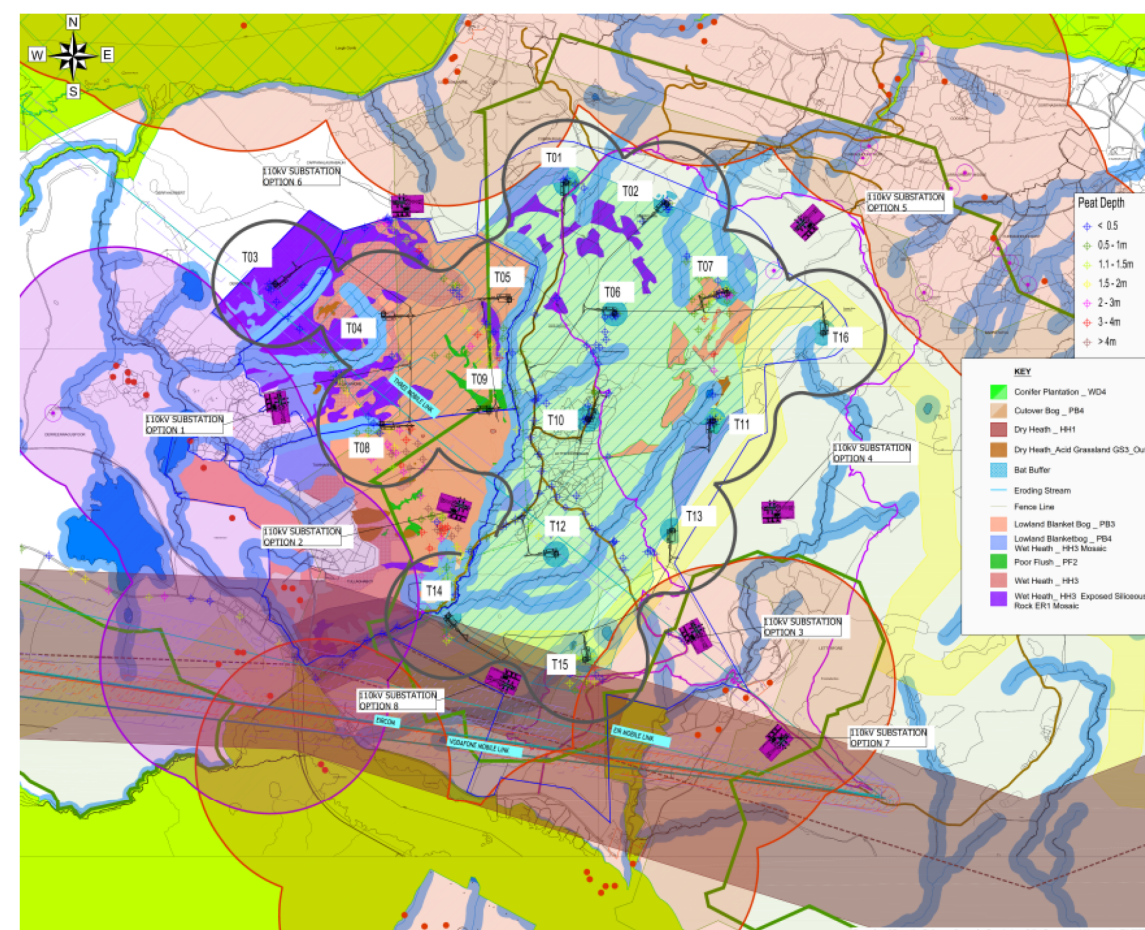 N
W
E
S
110kV SUBSTATION
OPTION 6
T01
T02
110kV SUBSTATION
OPTION 5
Peat Depth
< 0.5
0.5 - 1m
1.1 - 1.5m
1.5 - 2m
2 - 3m
3 - 4m
> 4m
T03
T05
T07
T06
T04
T16
THREE MOBILE LINK
T09
T10
T11
110kV SUBSTATION
OPTION 1
T08
110kV SUBSTATION
OPTION 4
110kV SUBSTATION
OPTION 2
T12
T13
T14
T15
110kV SUBSTATION
OPTION 3
110kV SUBSTATION
OPTION 8
EIRCOM
VODAFONE MOBILE LINK
EIR MOBILE LINK
110kV SUBSTATION
OPTION 7
KEY
Conifer Plantation _ WD4
Cutover Bog _ PB4
Dry Heath _ HH1
Dry Heath_Acid Grassland GS3_Ou
Bat Buffer
Eroding Stream
Fence Line
Lowland Blanket Bog _ PB3
Lowland Blanketbog _ PB4
Wet Heath _ HH3 Mosaic
Poor Flush _ PF2
Wet Heath _ HH3
Wet Heath_ HH3 Exposed Siliceous
Rock ER1 Mosaic